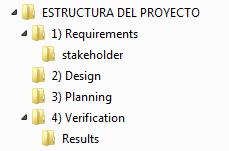 ESTRUCTURA DEL PROYECTO
1) Requirements
stakeholder
2) Design
3) Planning
4) Verification
Results